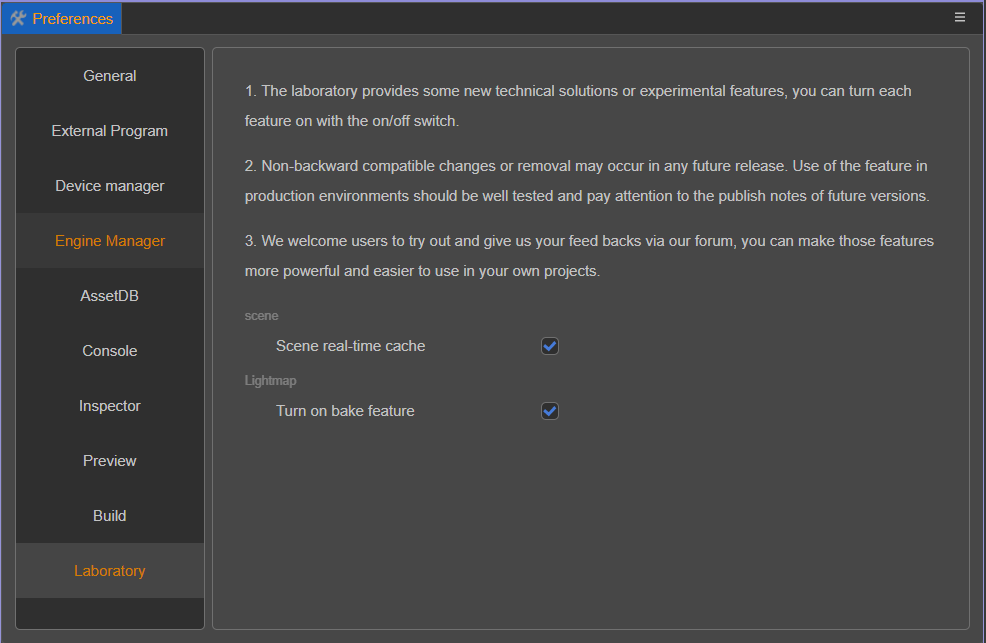 Preferences
General
External Program
Device manager
Engine Manager
AssetDB
Console
Inspector
Preview
Build
Laboratory
1. The laboratory provides some new technical solutions or experimental features, you can turn each
feature on with the on/off switch.
2. Non-backward compatible changes or removal may occur in any future release. Use of the feature in
production environments should be well tested and pay attention to the publish notes of future versions.
3. We welcome users to try out and give us your feed backs via our forum, you can make those features
more powerful and easier to use in your own projects.
scene
Scene real-time cache
Lightmap
Turn on bake feature